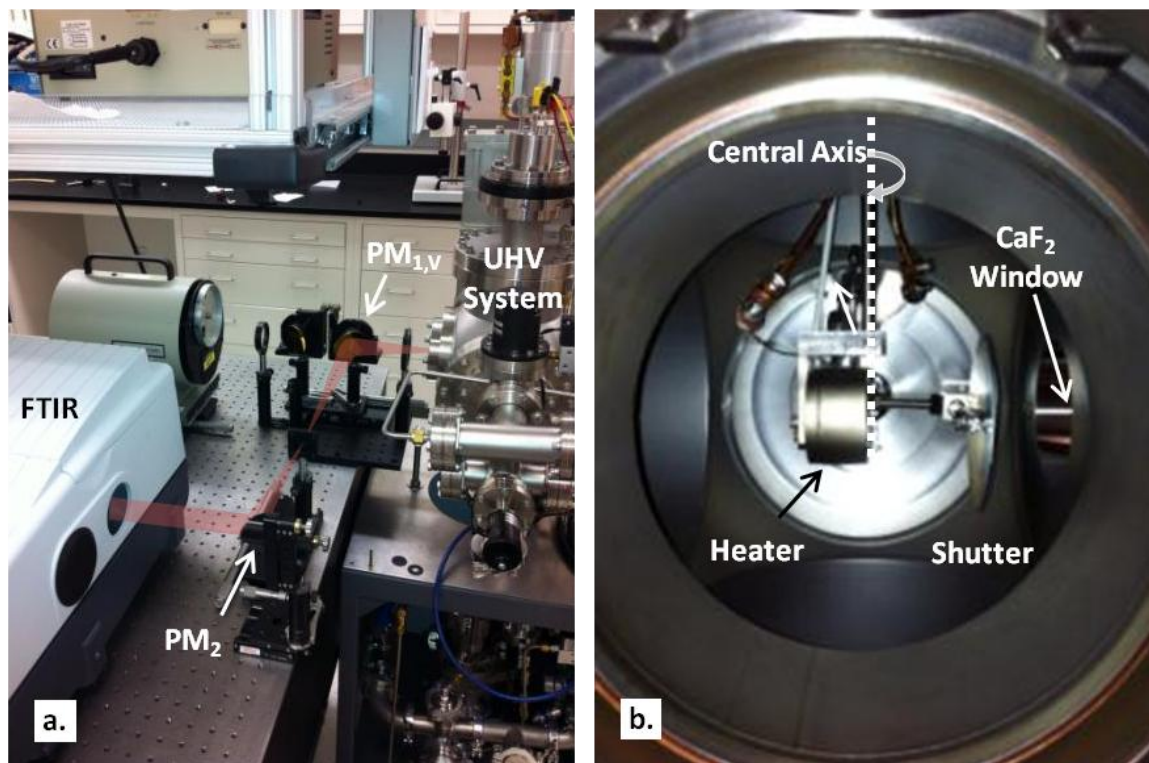 PM1,V
UHV
System
FTIR
PM2
a.
Central Axis
CaF2
Window
Heater
Shutter
b.